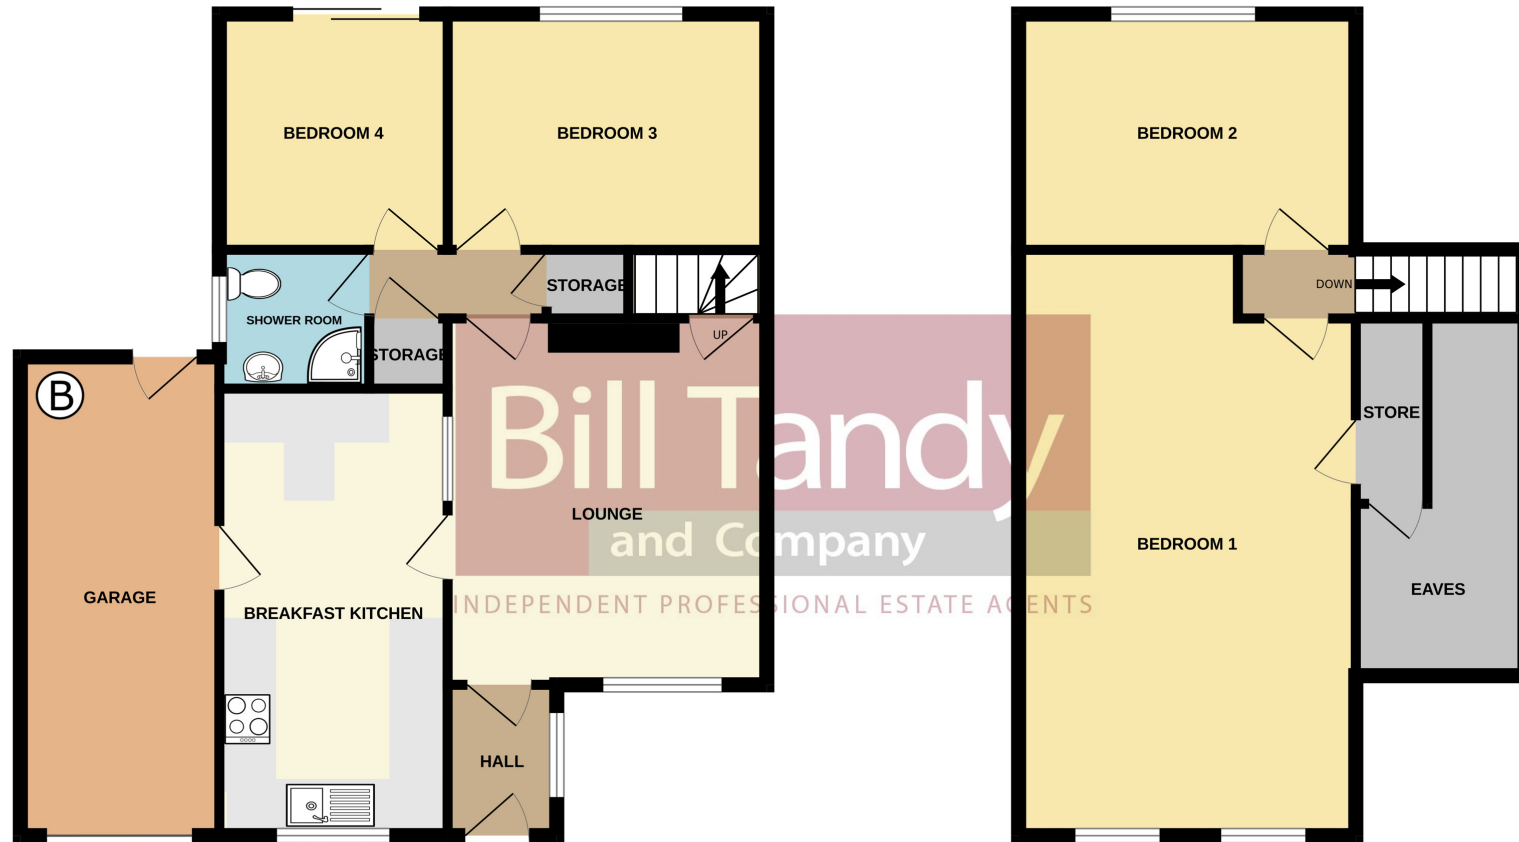 BEDROOM 4
BEDROOM 3
STORAGE
SHOWER ROOM
UP
STORAGE
B
Bill Tandy
LOUNGE
and Company
GARAGE
INDEPENDENT PROFESSIONAL ESTATE AGENTS
BREAKFAST KITCHEN
HALL
BEDROOM 2
DOWN
STORE
BEDROOM 1
EAVES